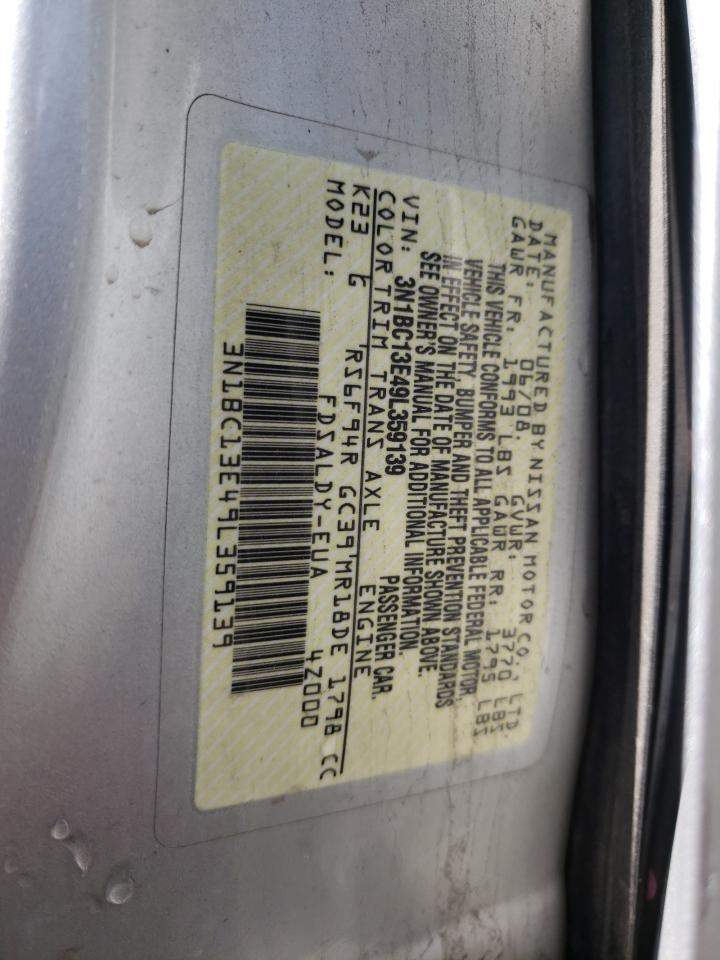 MANUFACTURED BY NISSAN MOTOR CO., LTD.
DATE: 06/08. GVWR: 3770 LBS
GAWR FR: 1993 LBS GAWR RR: 1795 LBS
THIS VEHICLE CONFORMS TO ALL APPLICABLE FEDERAL MOTOR
VEHICLE SAFETY, BUMPER AND THEFT PREVENTION STANDARDS
IN EFFECT ON THE DATE OF MANUFACTURE SHOWN ABOVE.
SEE OWNER'S MANUAL FOR ADDITIONAL INFORMATION.
VIN: 3N1BC13E49L359139 PASSENGER CAR.
COLOR TRIM TRANS AXLE ENGINE
K23 G RS6F94R GC39 MR18DE 1798 CC
MODEL: FDSALDY-EUA 4Z000
3N1BC13E49L359139